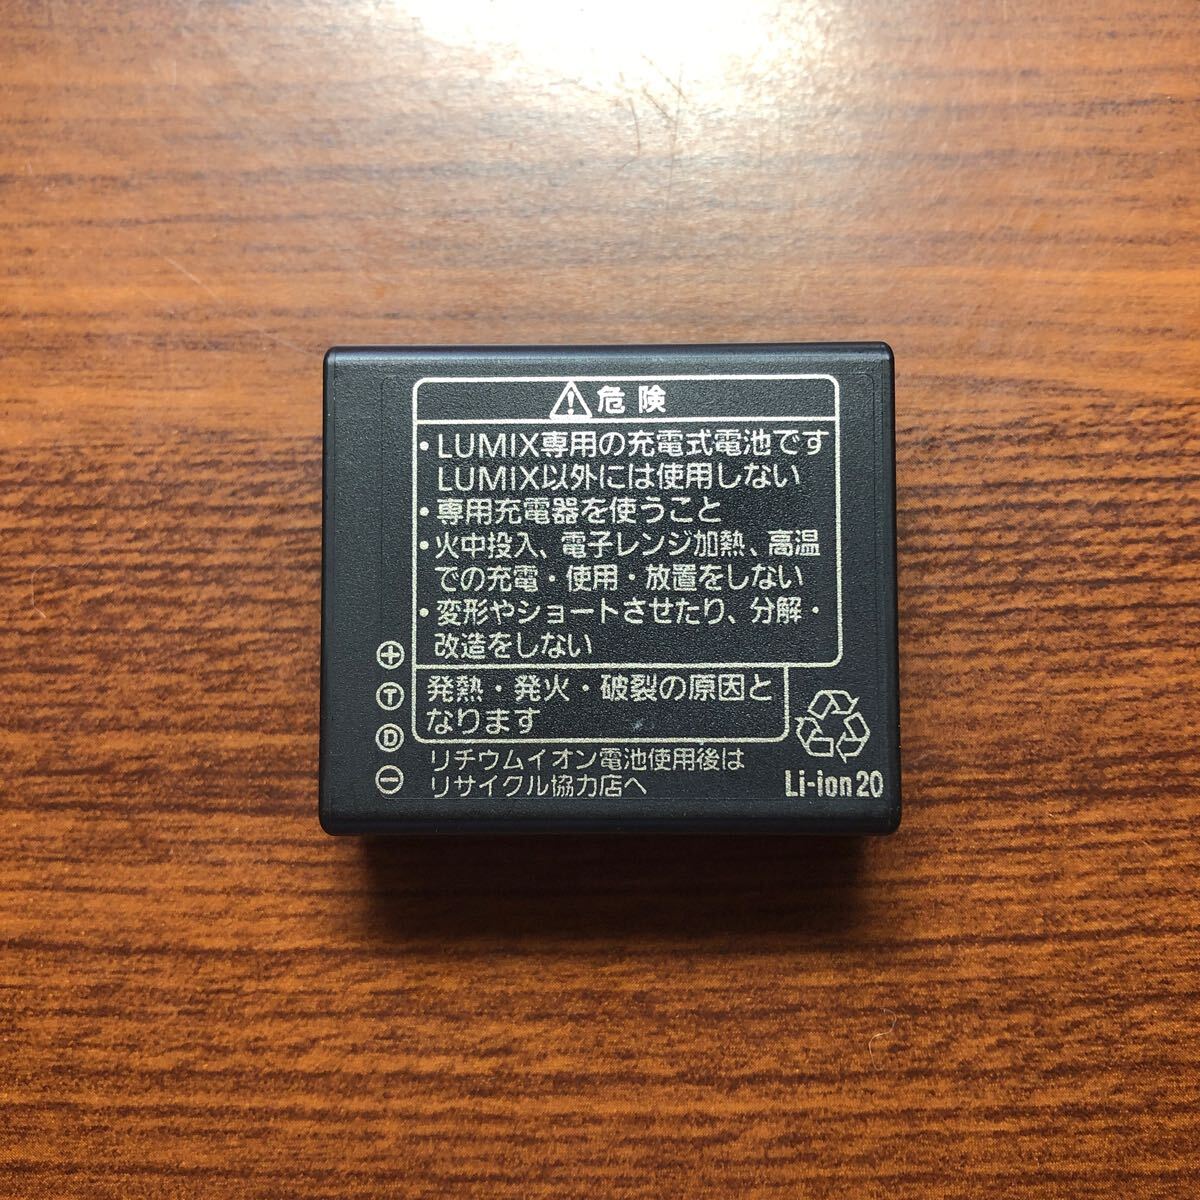 ⚠危険
・LUMIX専用の充電式電池です
LUMIX以外には使用しない
・専用充電器を使うこと
・火中投入、電子レンジ加熱、高温
での充電・使用・放置をしない
・変形やショートさせたり、分解・
改造をしない
発熱・発火・破裂の原因と
なります
リチウムイオン電池使用後は
リサイクル協力店へ
⊕
Ⓣ
Ⓓ
⊖
Li-ion20